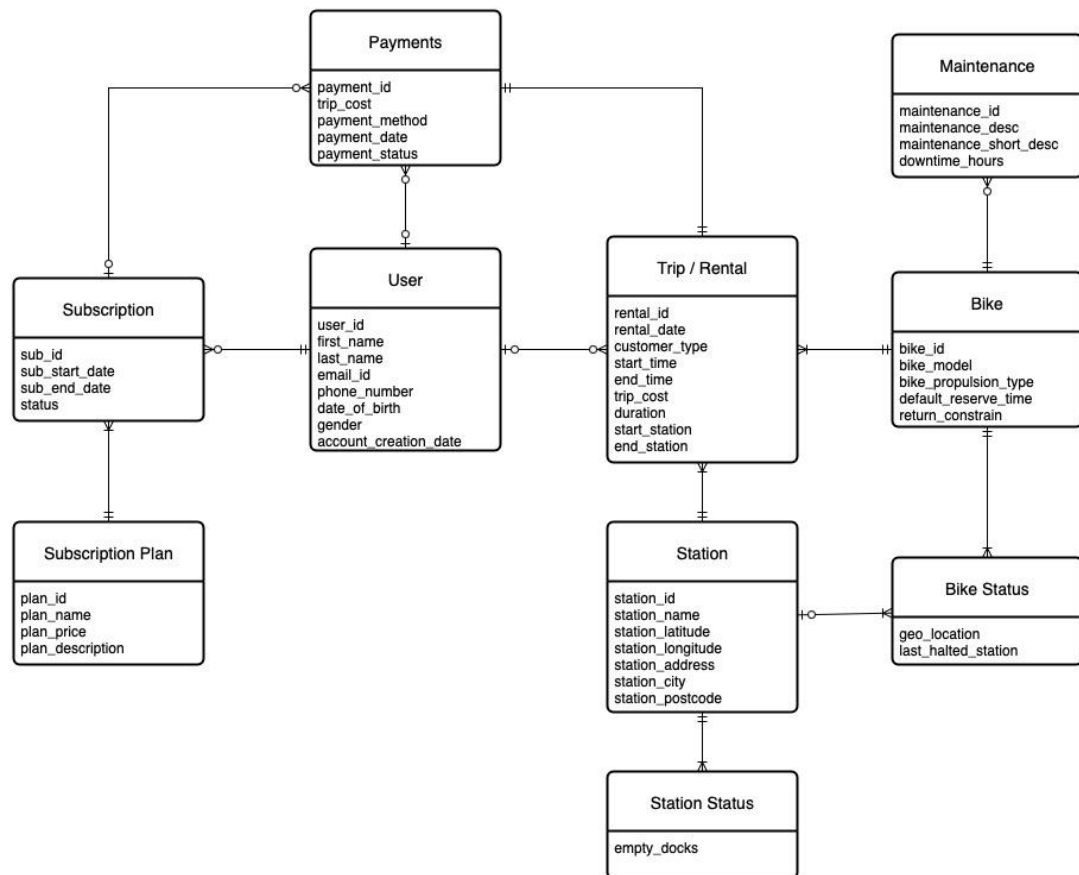 Payments
payment_id
trip_cost
payment_method
payment_date
payment_status
Maintenance
maintenance_id
maintenance_desc
maintenance_short_desc
downtime_hours
Subscription
sub_id
sub_start_date
sub_end_date
status
User
user_id
first_name
last_name
email_id
phone_number
date_of_birth
gender
account_creation_date
Trip / Rental
rental_id
rental_date
customer_type
start_time
end_time
trip_cost
duration
start_station
end_station
Bike
bike_id
bike_model
bike_propulsion_type
default_reserve_time
return_constrain
Subscription Plan
plan_id
plan_name
plan_price
plan_description
Station
station_id
station_name
station_latitude
station_longitude
station_address
station_city
station_postcode
Bike Status
geo_location
last_halted_station
Station Status
empty_docks